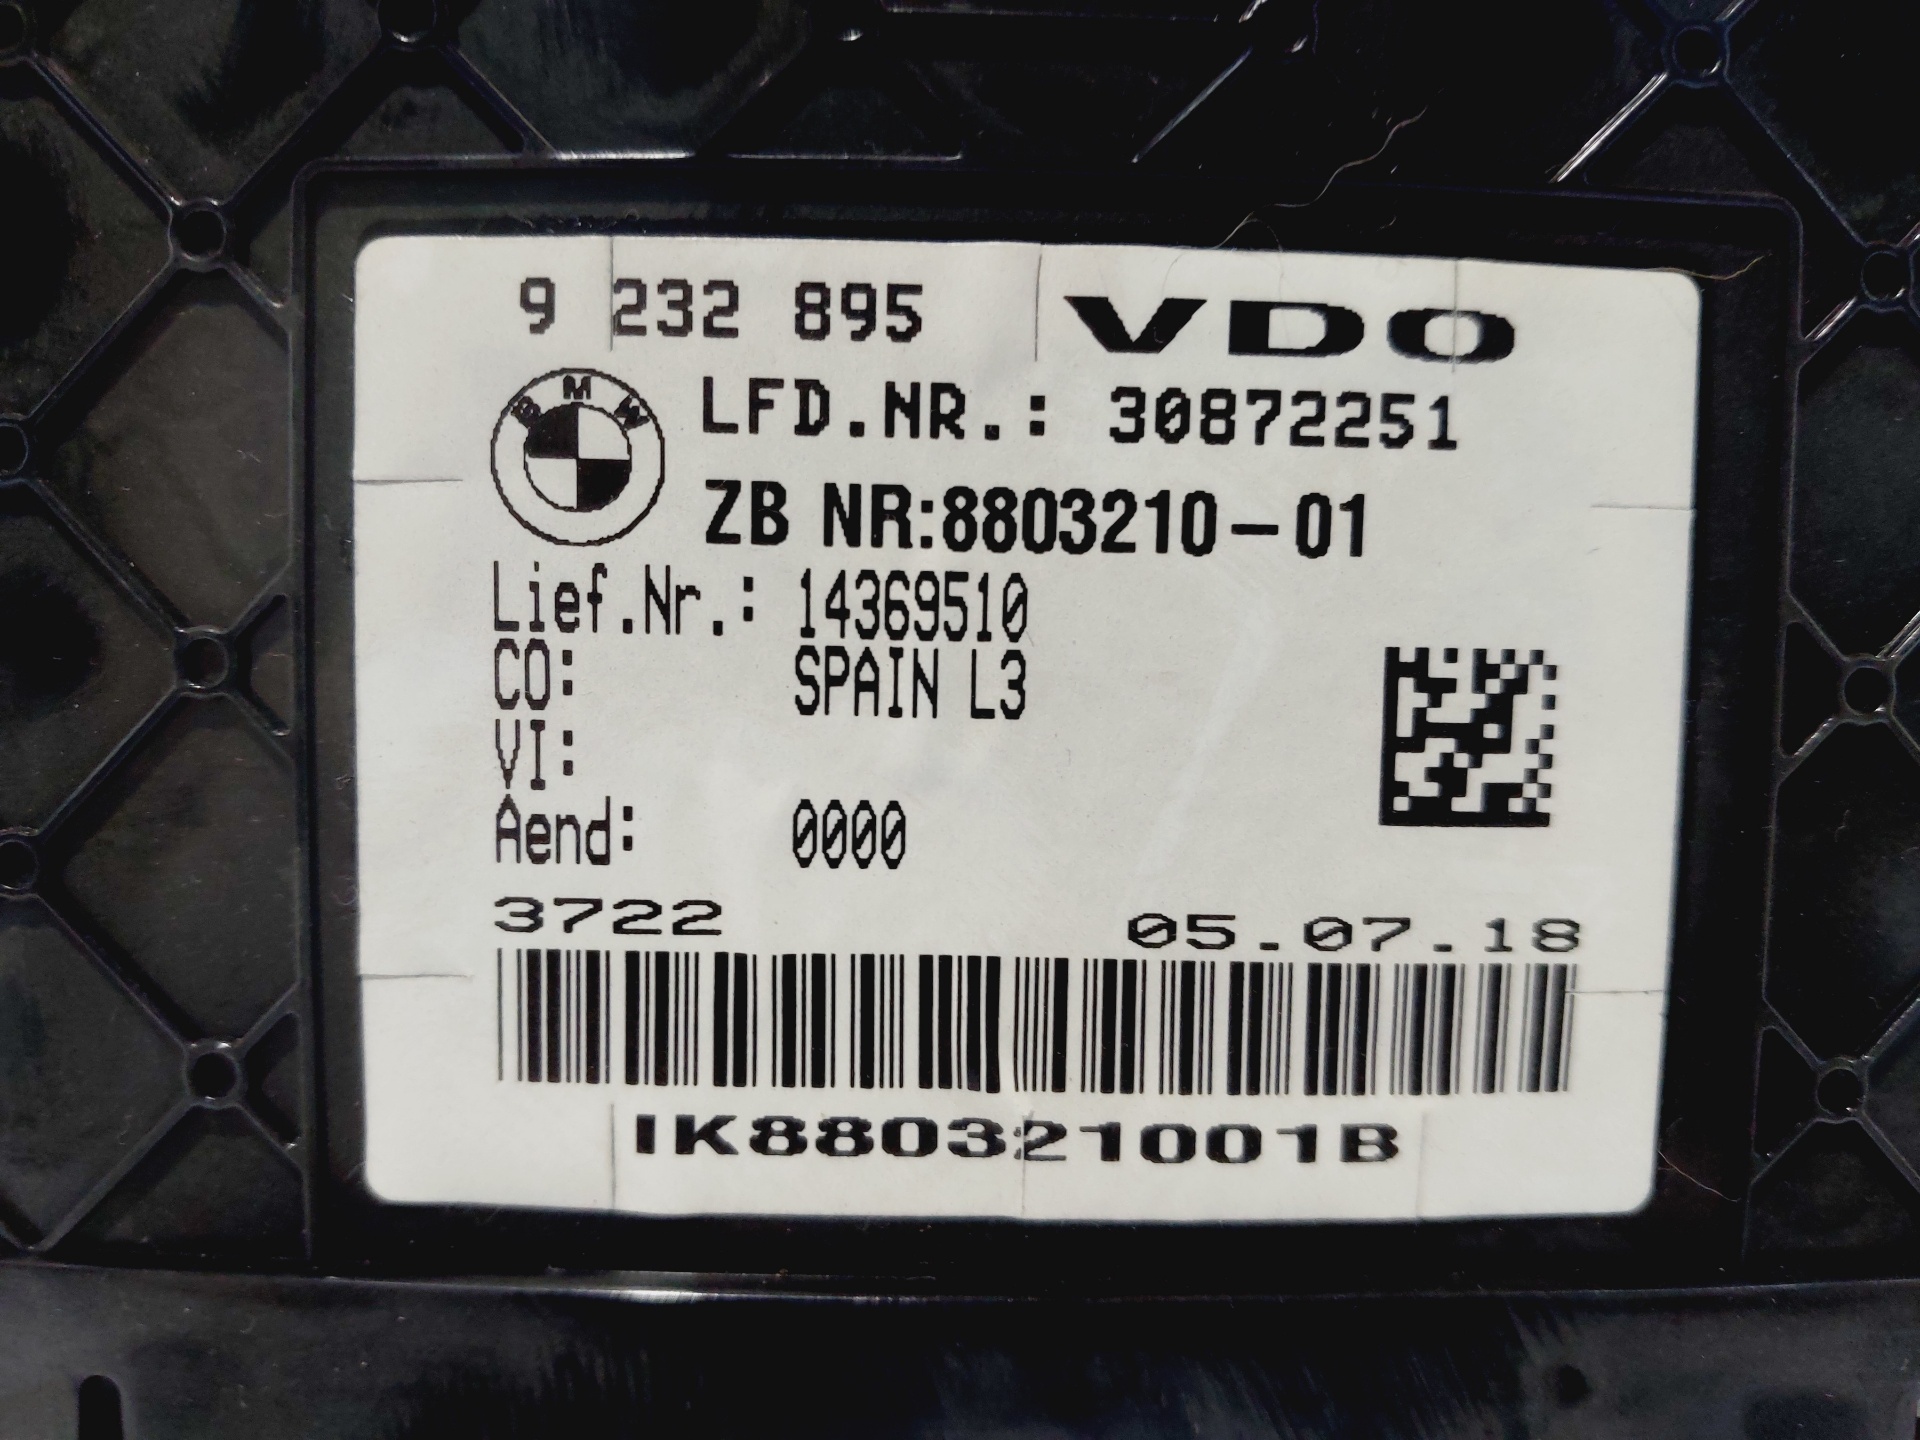 9 232 895 VDO
BMW
LFD.NR.: 30872251
ZB NR:8803210-01
Lief.Nr.: 14369510
CO: SPAIN L3
VI:
Aend: 0000
3722 05.07.18
IK880321001B